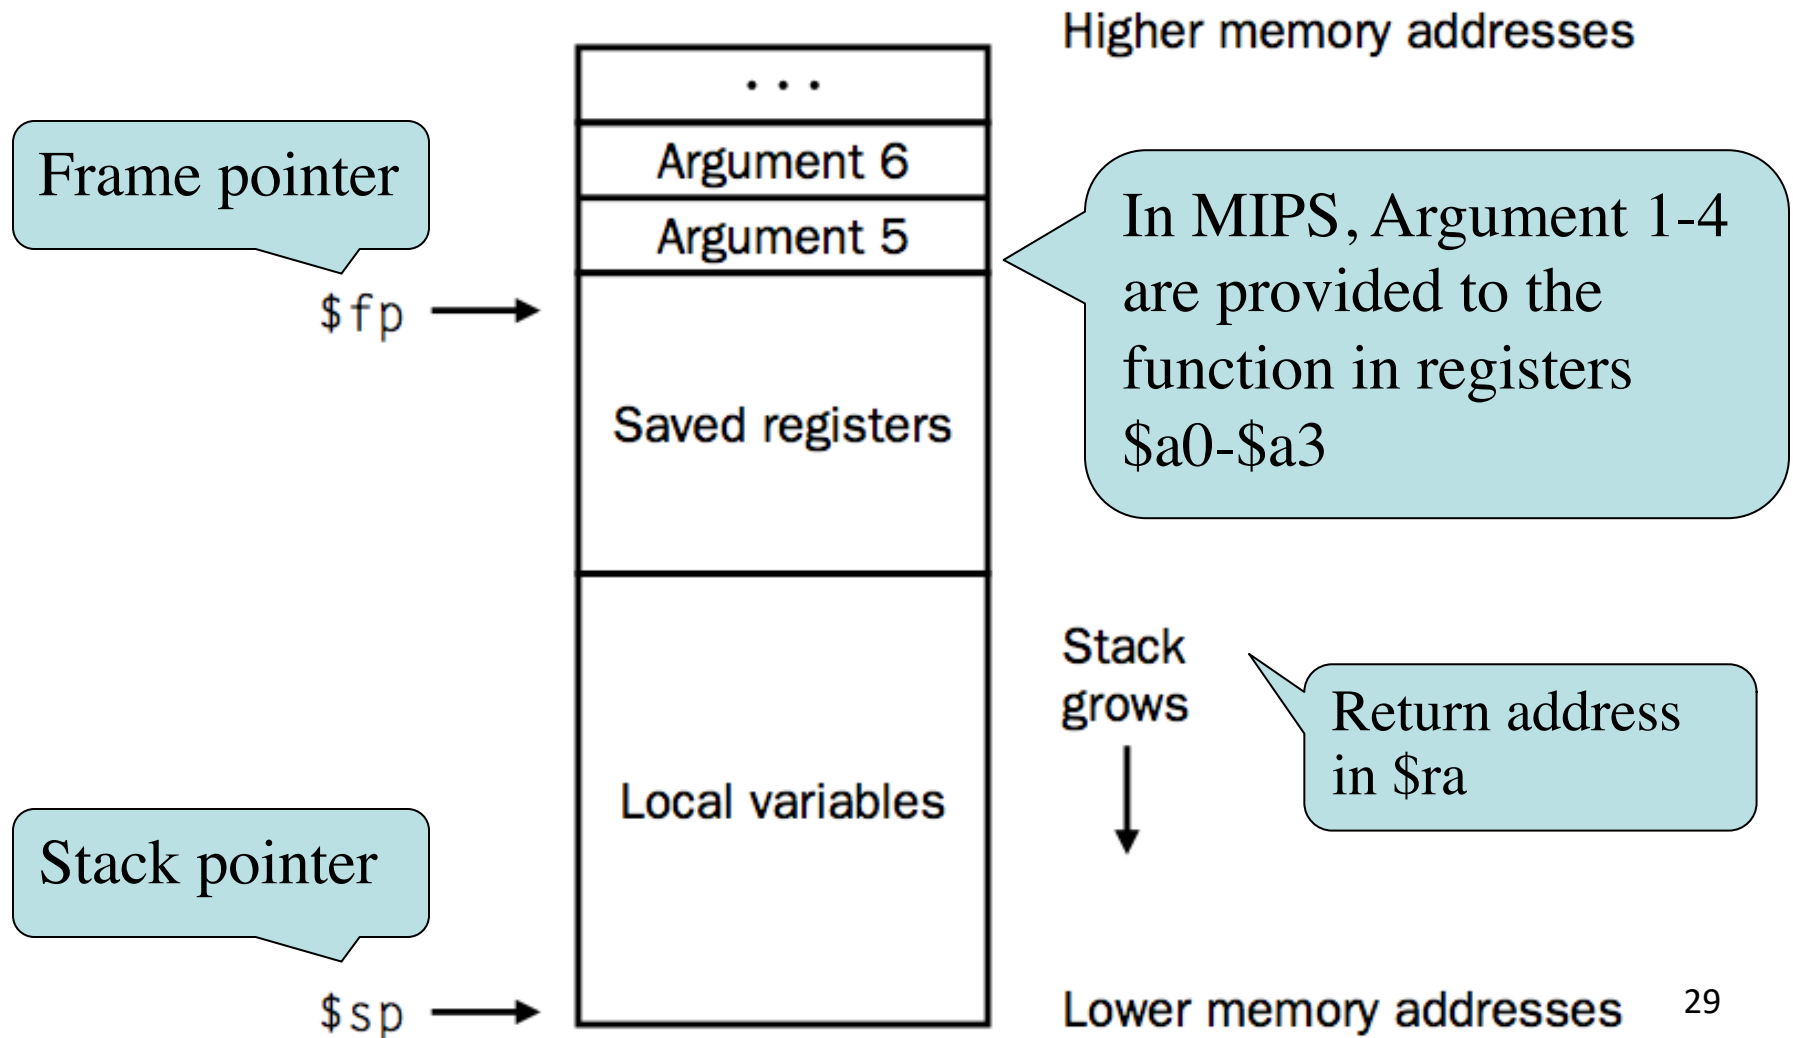 Higher memory addresses
. . .
Frame pointer
Argument 6
Argument 5
In MIPS, Argument 1-4
are provided to the
function in registers
$a0-$a3
$fp
Saved registers
Stack
grows
Return address
in $ra
Local variables
Stack pointer
$sp
Lower memory addresses
29